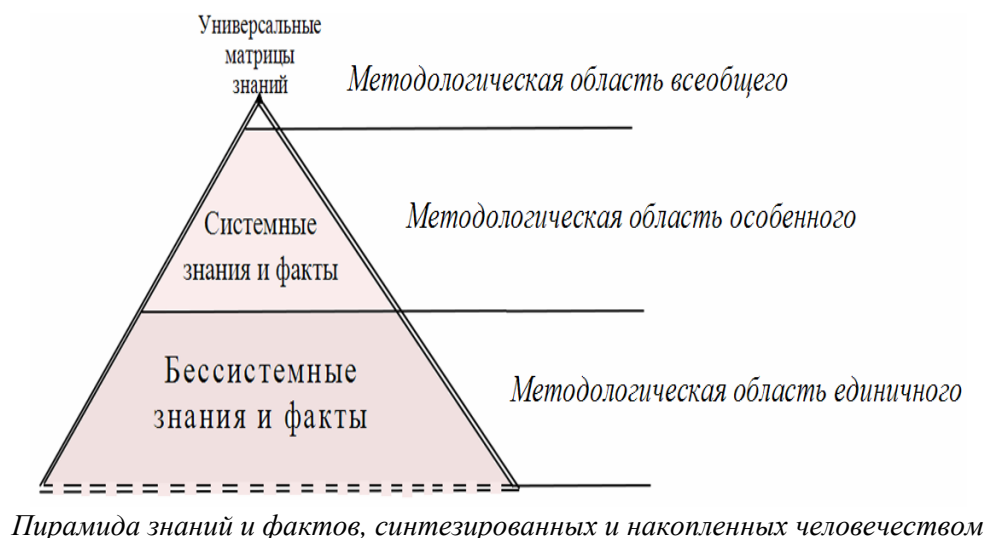 Универсальные
матрицы
знаний
Методологическая область всеобщего
Системные
знания и факты
Методологическая область особенного
Бессистемные
знания и факты
Методологическая область единичного
Пирамида знаний и фактов, синтезированных и накопленных человечеством